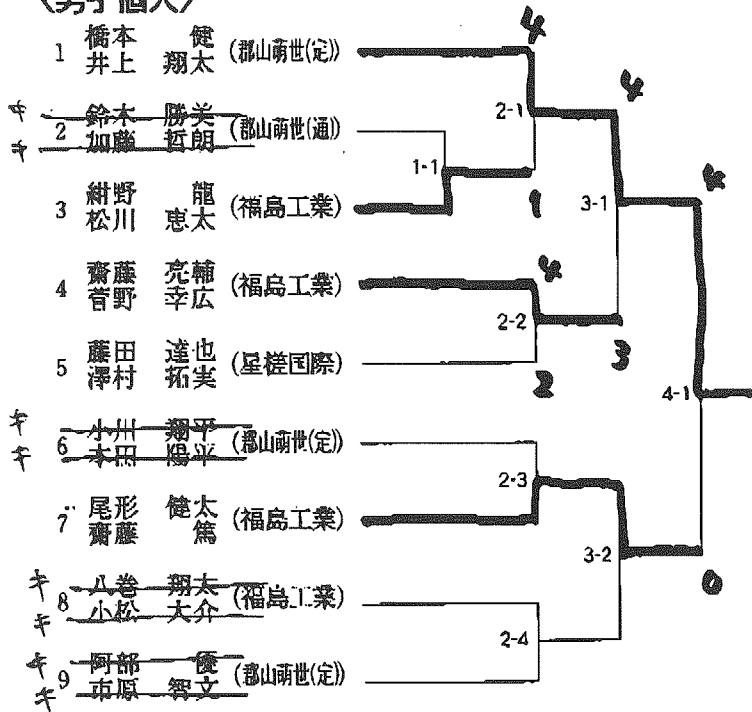 〈男子個人〉
4
1 橋本 健 井上 翔太 (郡山萌世(定))
4
キ キ 2 鈴木 勝美 加藤 哲朗 (郡山萌世(通))
2-1
1-1
3 紺野 龍 松川 恵太 (福島工業)
1
3-1
4
4 齋藤 亮輔 菅野 幸広 (福島工業)
4
2-2
3
5 藤田 達也 澤村 拓実 (星槎国際)
2
4-1
キ キ 6 小川 翔平 本田 陽平 (郡山萌世(定))
2-3
7 尾形 健太 齋藤 篤 (福島工業)
3-2
0
キ キ 8 八巻 翔太 小松 大介 (福島工業)
2-4
キ キ 9 阿部 優 市原 智文 (郡山萌世(定))